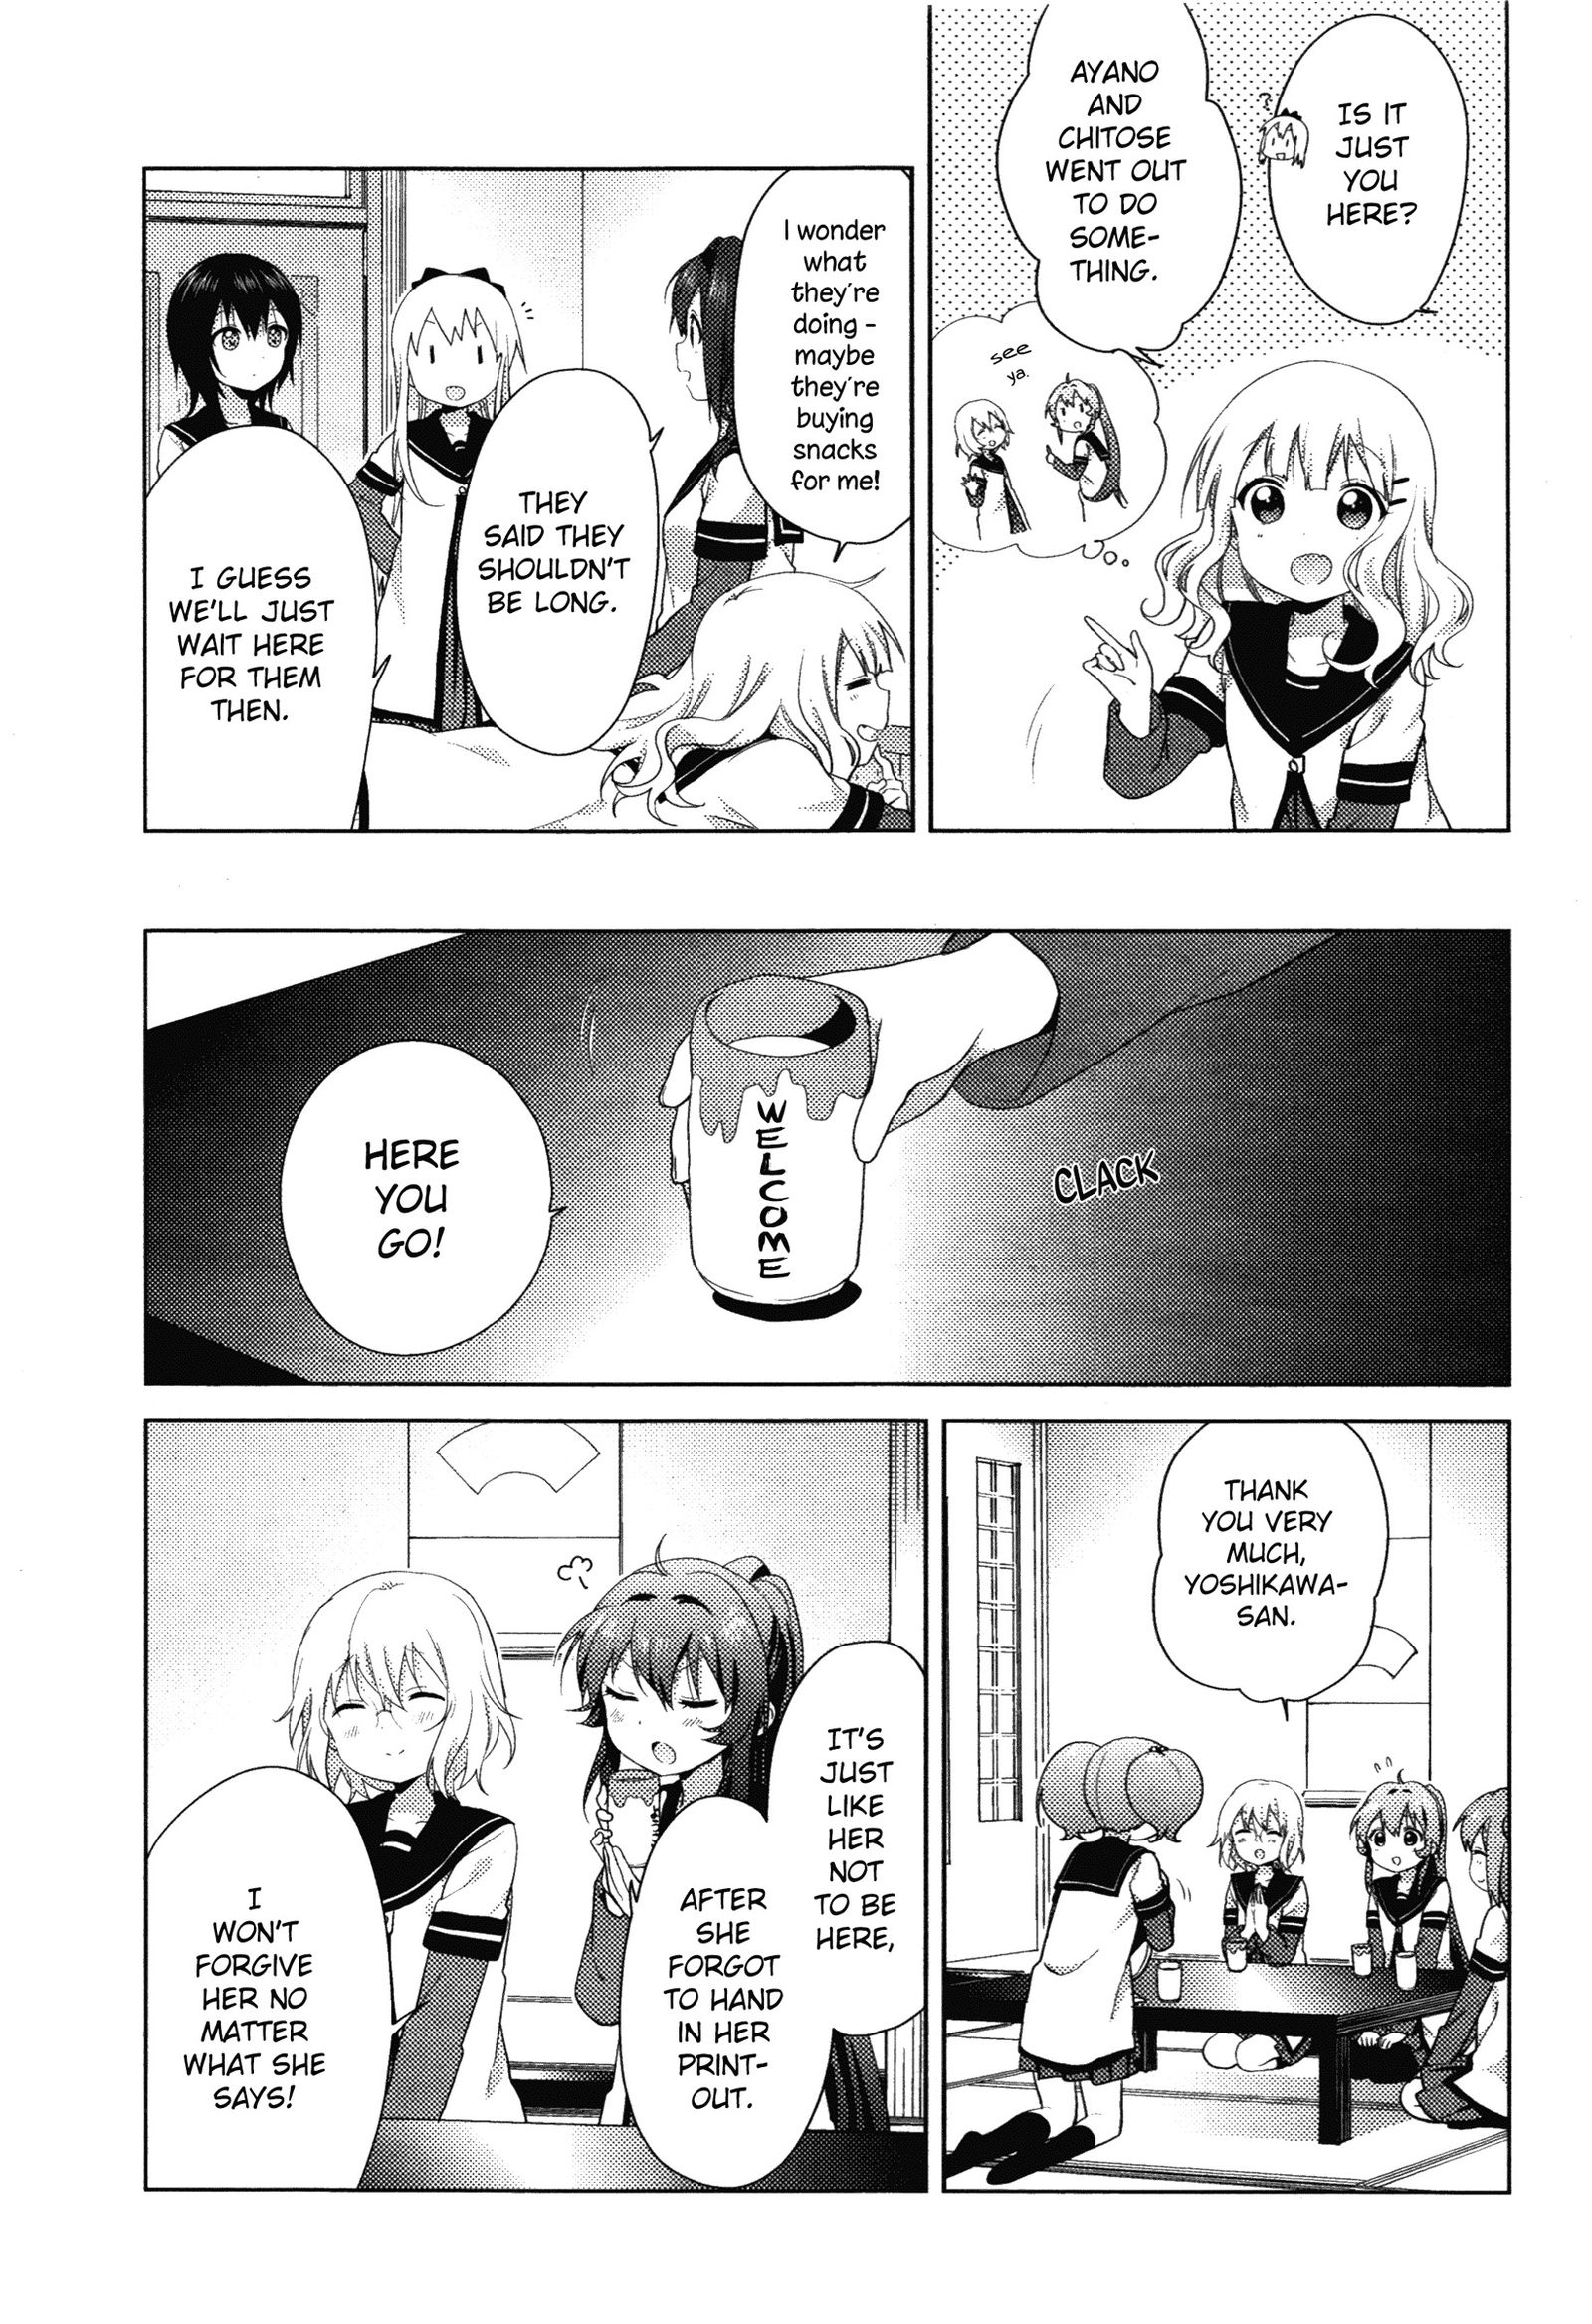 IS IT
JUST
YOU
HERE?
?
AYANO
AND
CHITOSE
WENT OUT
TO DO
SOME-
THING.
see
ya.
I wonder
what
they're
doing -
maybe
they're
buying
snacks
for me!
THEY
SAID THEY
SHOULDN'T
BE LONG.
I GUESS
WE'LL JUST
WAIT HERE
FOR THEM
THEN.
WELCOME
CLACK
HERE
YOU
GO!
THANK
YOU VERY
MUCH,
YOSHIKAWA-
SAN.
IT'S
JUST
LIKE
HER
NOT
TO BE
HERE,
AFTER
SHE
FORGOT
TO HAND
IN HER
PRINT-
OUT.
I
WON'T
FORGIVE
HER NO
MATTER
WHAT SHE
SAYS!